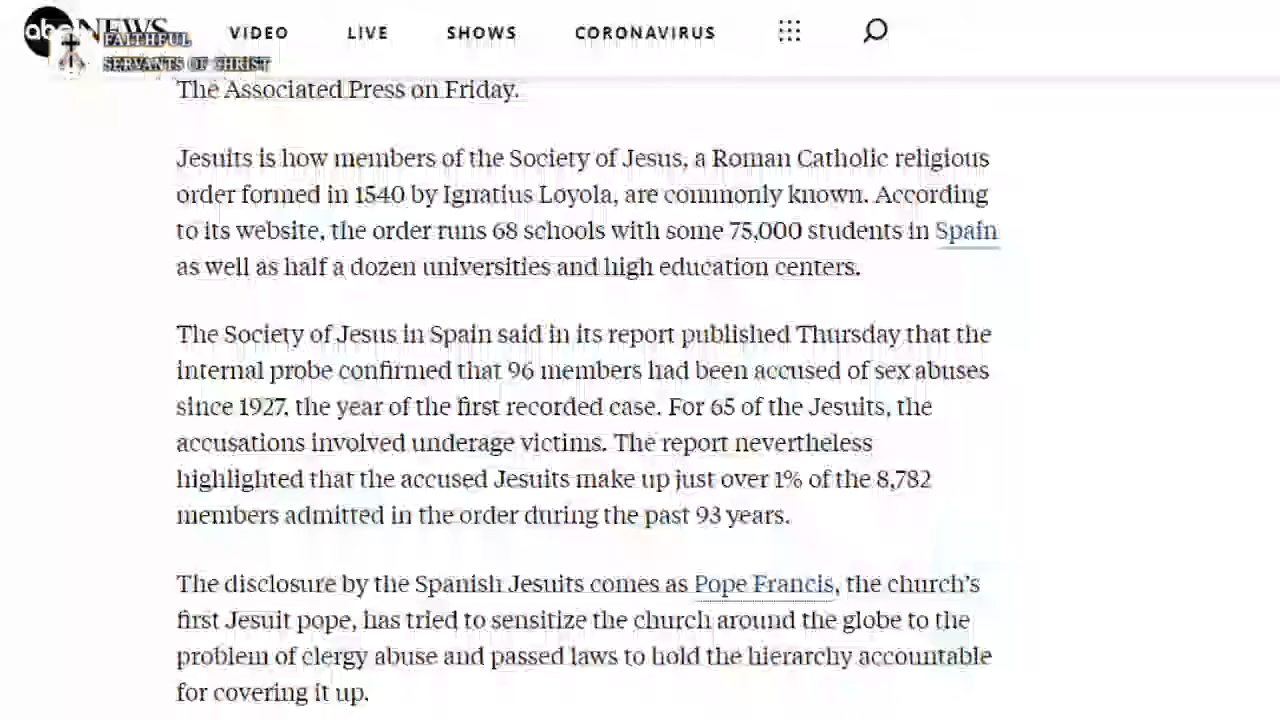 abc NEWS
VIDEO LIVE SHOWS CORONAVIRUS
FAITHFUL
SERVANTS OF CHRIST
The Associated Press on Friday.
Jesuits is how members of the Society of Jesus, a Roman Catholic religious
order formed in 1540 by Ignatius Loyola, are commonly known. According
to its website, the order runs 68 schools with some 75,000 students in Spain
as well as half a dozen universities and high education centers.
The Society of Jesus in Spain said in its report published Thursday that the
internal probe confirmed that 96 members had been accused of sex abuses
since 1927, the year of the first recorded case. For 65 of the Jesuits, the
accusations involved underage victims. The report nevertheless
highlighted that the accused Jesuits make up just over 1% of the 8,782
members admitted in the order during the past 93 years.
The disclosure by the Spanish Jesuits comes as Pope Francis, the church's
first Jesuit pope, has tried to sensitize the church around the globe to the
problem of clergy abuse and passed laws to hold the hierarchy accountable
for covering it up.